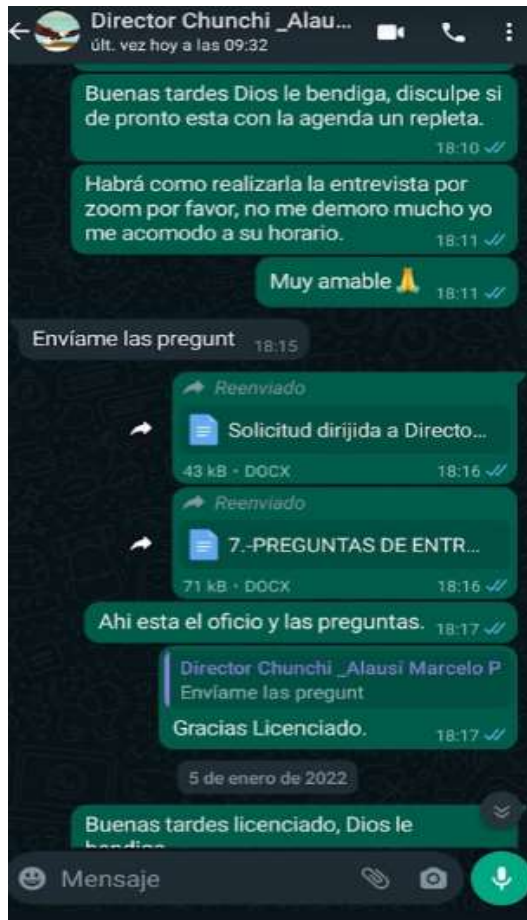 Director Chunchi _Alau...
últ. vez hoy a las 09:32
Buenas tardes Dios le bendiga, disculpe si
de pronto esta con la agenda un repleta.
18:10
Habrá como realizarla la entrevista por
zoom por favor, no me demoro mucho yo
me acomodo a su horario.
18:11
Muy amable 🙏 18:11
Envíame las pregunt 18:15
Reenviado
Solicitud dirijida a Directo...
43 kB · DOCX 18:16
Reenviado
7.-PREGUNTAS DE ENTR...
71 kB · DOCX 18:16
Ahi esta el oficio y las preguntas. 18:17
Director Chunchi _Alausi Marcelo P
Envíame las pregunt
Gracias Licenciado. 18:17
5 de enero de 2022
Buenas tardes licenciado, Dios le
Mensaje